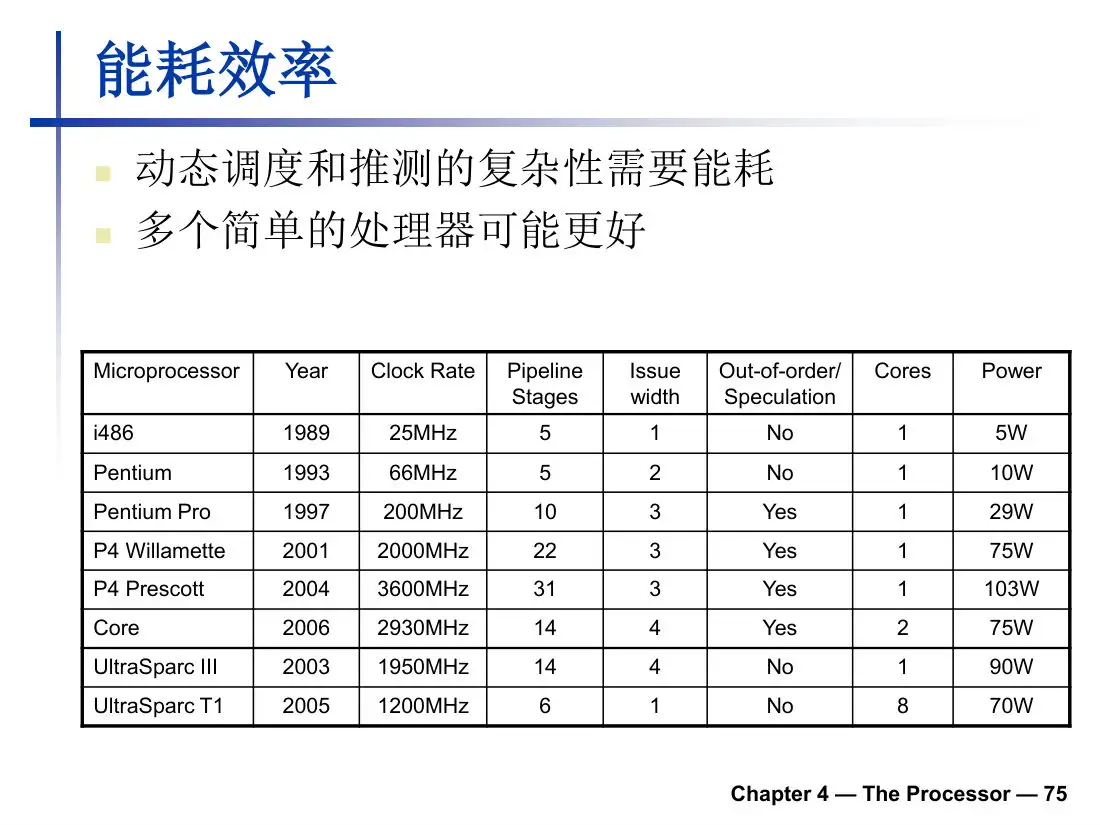 能耗效率
动态调度和推测的复杂性需要能耗
多个简单的处理器可能更好
Microprocessor Year Clock Rate Pipeline Stages Issue width Out-of-order/ Speculation Cores Power
i486 1989 25MHz 5 1 No 1 5W
Pentium 1993 66MHz 5 2 No 1 10W
Pentium Pro 1997 200MHz 10 3 Yes 1 29W
P4 Willamette 2001 2000MHz 22 3 Yes 1 75W
P4 Prescott 2004 3600MHz 31 3 Yes 1 103W
Core 2006 2930MHz 14 4 Yes 2 75W
UltraSparc III 2003 1950MHz 14 4 No 1 90W
UltraSparc T1 2005 1200MHz 6 1 No 8 70W
Chapter 4 — The Processor — 75